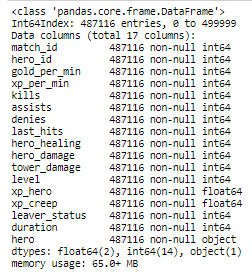 <class 'pandas.core.frame.DataFrame'>
Int64Index: 487116 entries, 0 to 499999
Data columns (total 17 columns):
match_id 487116 non-null int64
hero_id 487116 non-null int64
gold_per_min 487116 non-null int64
xp_per_min 487116 non-null int64
kills 487116 non-null int64
assists 487116 non-null int64
denies 487116 non-null int64
last_hits 487116 non-null int64
hero_healing 487116 non-null int64
hero_damage 487116 non-null int64
tower_damage 487116 non-null int64
level 487116 non-null int64
xp_hero 487116 non-null float64
xp_creep 487116 non-null float64
leaver_status 487116 non-null int64
duration 487116 non-null int64
hero 487116 non-null object
dtypes: float64(2), int64(14), object(1)
memory usage: 65.0+ MB